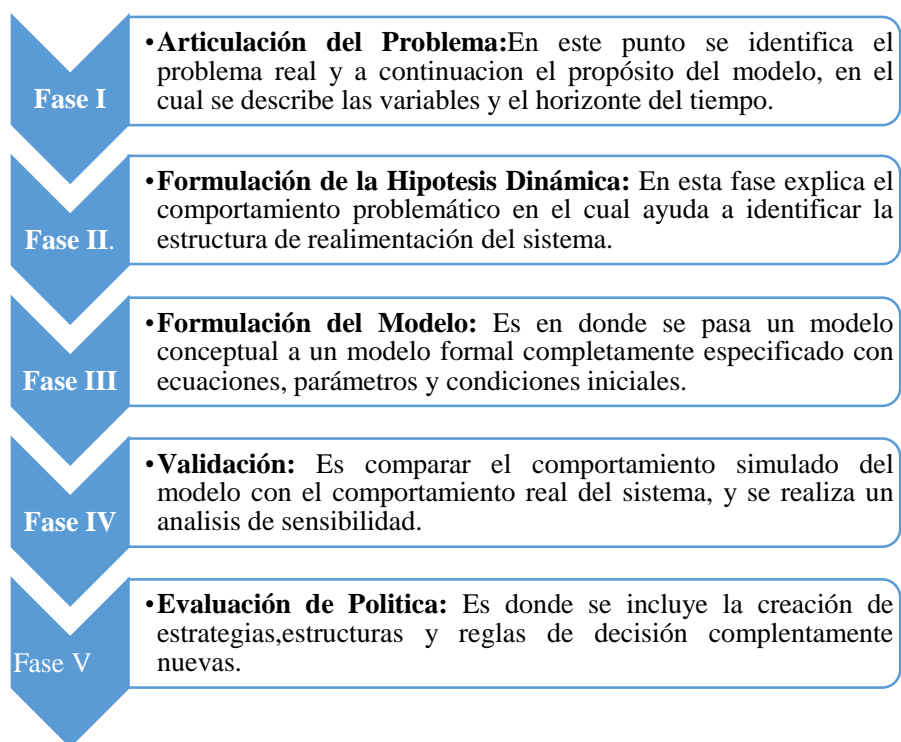 •Articulación del Problema:En este punto se identifica el
problema real y a continuacion el propósito del modelo, en el
cual se describe las variables y el horizonte del tiempo.
Fase I
•Formulación de la Hipotesis Dinámica: En esta fase explica el
comportamiento problemático en el cual ayuda a identificar la
estructura de realimentación del sistema.
Fase II.
•Formulación del Modelo: Es en donde se pasa un modelo
conceptual a un modelo formal completamente especificado con
ecuaciones, parámetros y condiciones iniciales.
Fase III
•Validación: Es comparar el comportamiento simulado del
modelo con el comportamiento real del sistema, y se realiza un
analisis de sensibilidad.
Fase IV
•Evaluación de Politica: Es donde se incluye la creación de
estrategias,estructuras y reglas de decisión complentamente
nuevas.
Fase V